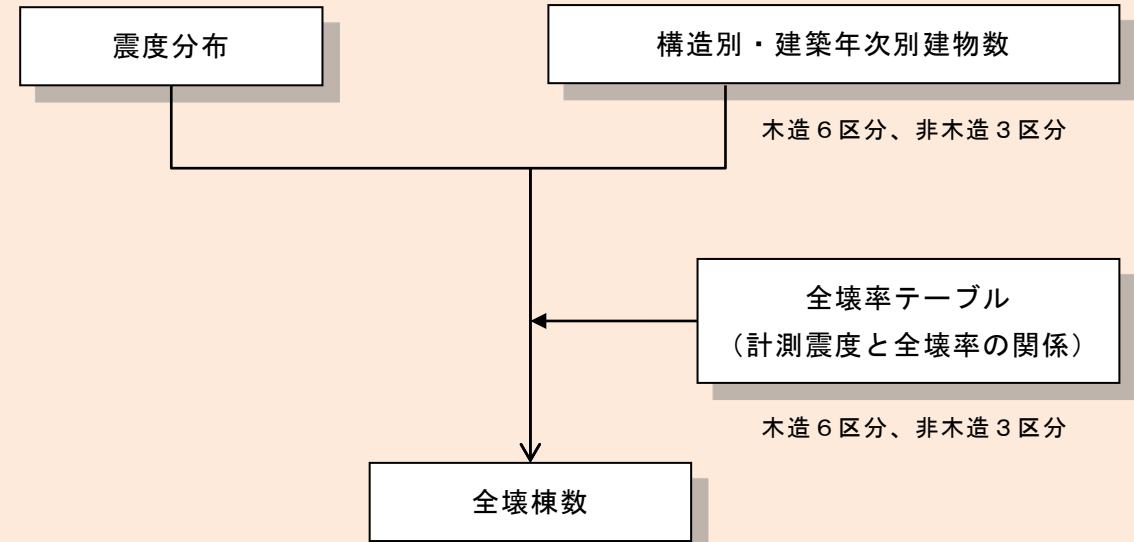 震度分布
構造別・建築年次別建物数
木造６区分、非木造３区分
全壊率テーブル
（計測震度と全壊率の関係）
木造６区分、非木造３区分
全壊棟数